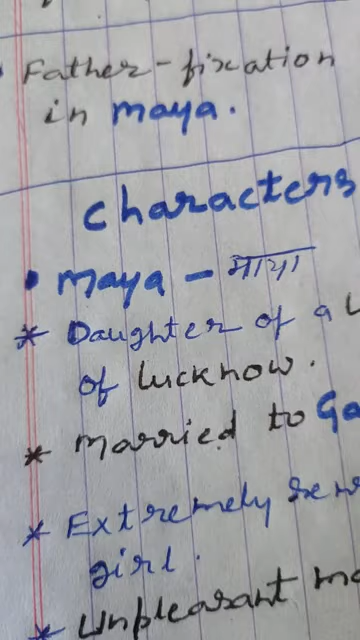 Father-fixation
in maya.
characters
• maya – माया
* Daughter of a
of lucknow.
* married to
* Extremely
girl.
* unpleasant